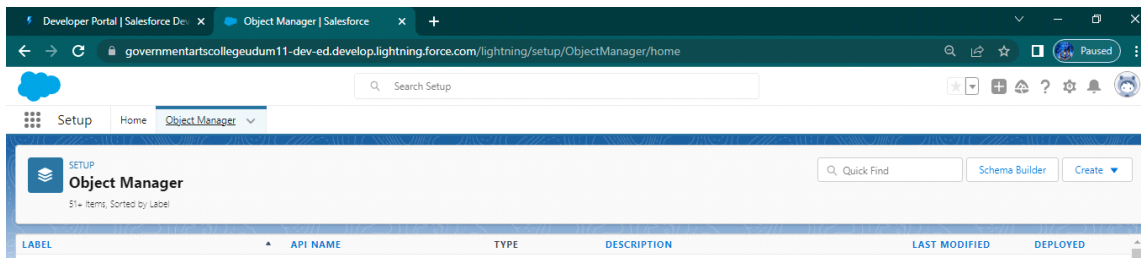 Developer Portal | Salesforce Dev
Object Manager | Salesforce
governmentartscollegeudum11-dev-ed.develop.lightning.force.com/lightning/setup/ObjectManager/home
Paused
Search Setup
Setup Home Object Manager
SETUP
Object Manager
51+ Items, Sorted by Label
Quick Find
Schema Builder
Create
LABEL API NAME TYPE DESCRIPTION LAST MODIFIED DEPLOYED